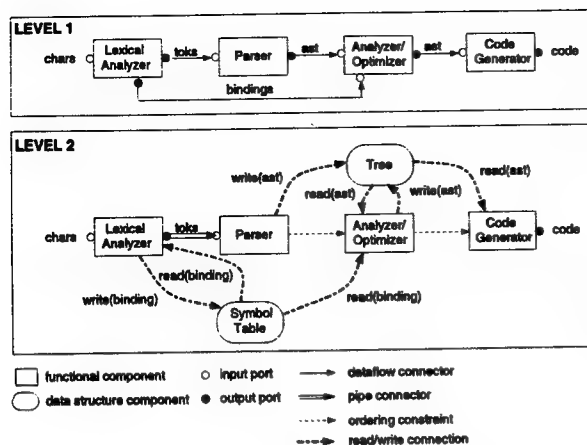 LEVEL 1
chars
Lexical
Analyzer
toks
Parser
ast
Analyzer/
Optimizer
ast
Code
Generator
code
bindings
LEVEL 2
Tree
write(ast)
read(ast)
write(ast)
read(ast)
chars
Lexical
Analyzer
toks
Parser
Analyzer/
Optimizer
Code
Generator
code
read(binding)
write(binding)
Symbol
Table
read(binding)
functional component
input port
dataflow connector
data structure component
output port
pipe connector
ordering constraint
read/write connection